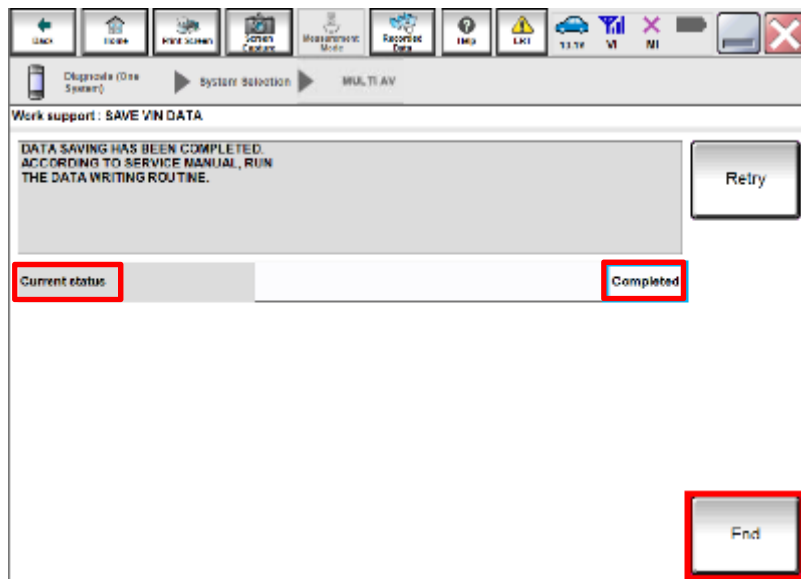 Back
Home
Print Screen
Screen
Capture
Measurement
Mode
Recorded
Data
Help
ERT
VI
MI
Diagnosis (One
System)
System Selection
MULTI AV
Work support : SAVE VIN DATA
DATA SAVING HAS BEEN COMPLETED.
ACCORDING TO SERVICE MANUAL, RUN
THE DATA WRITING ROUTINE.
Retry
Current status
Completed
End